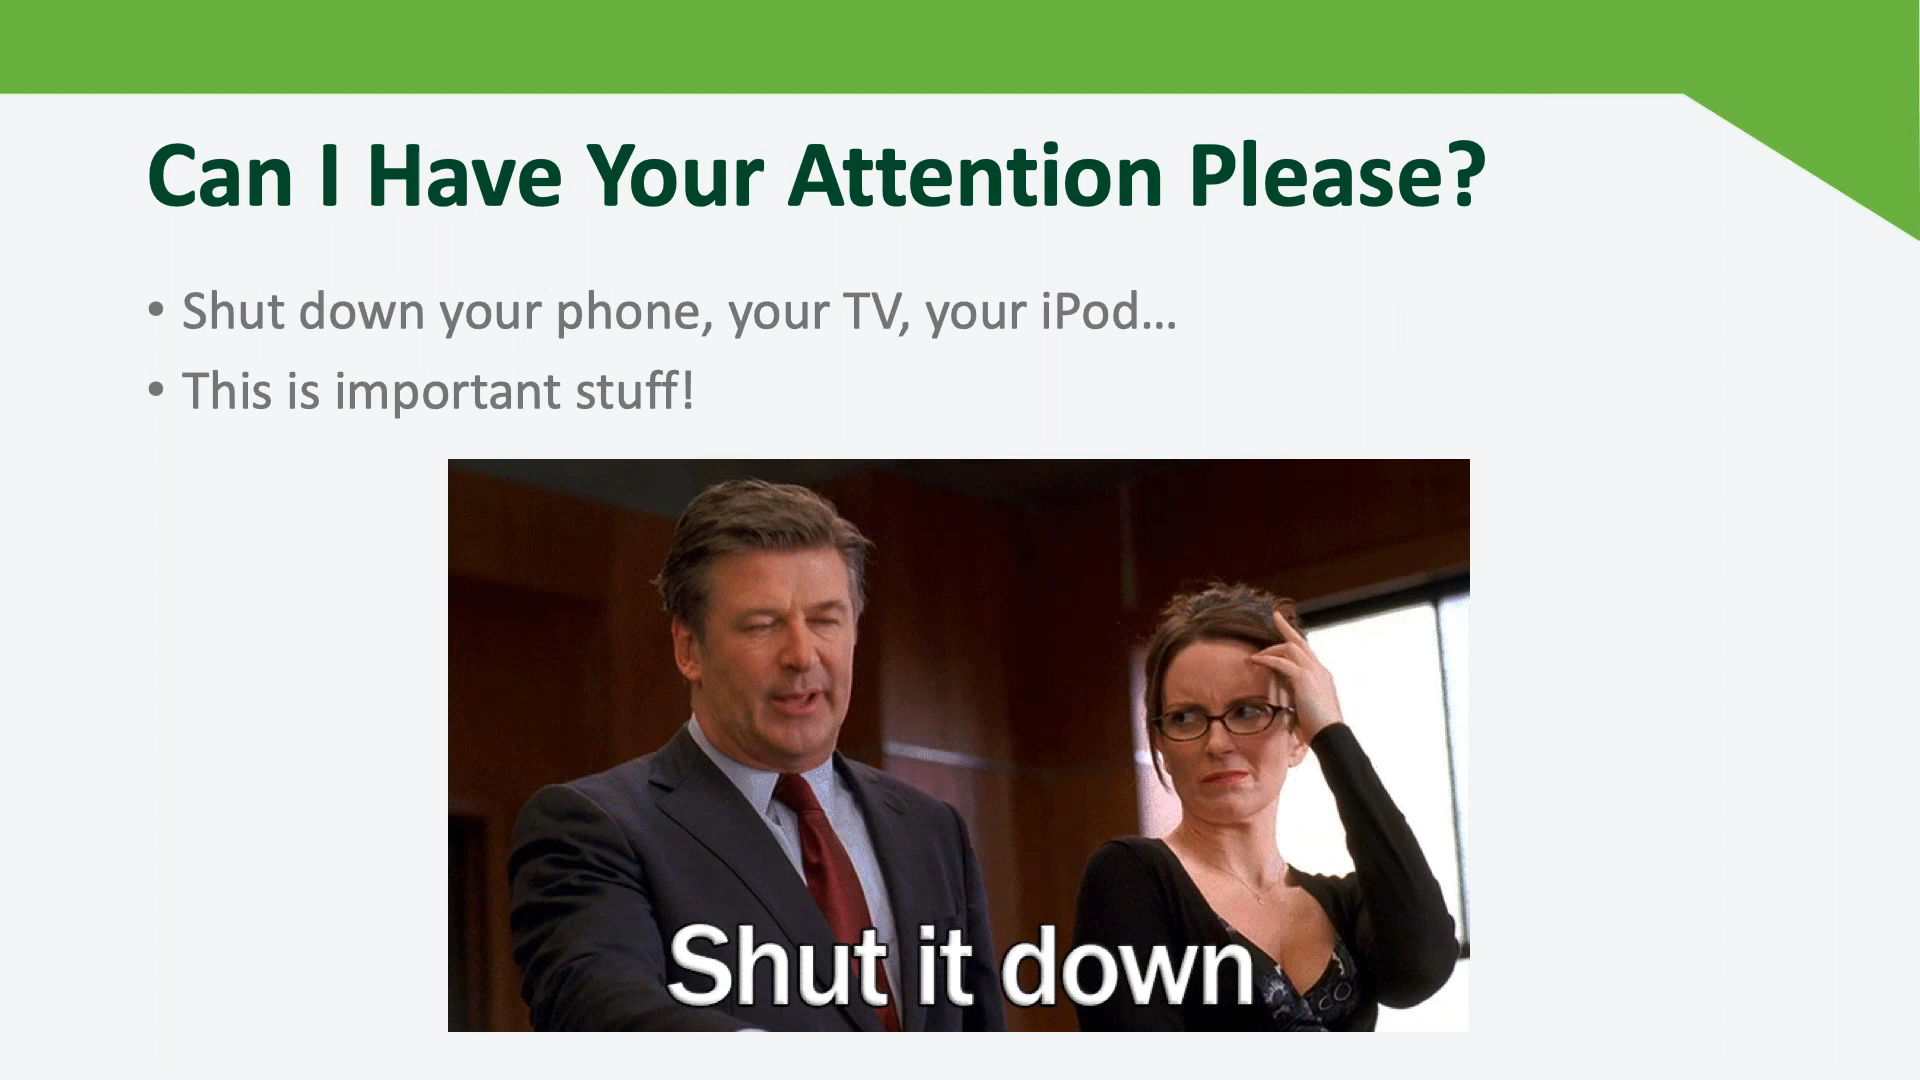 Can I Have Your Attention Please?
• Shut down your phone, your TV, your iPod…
• This is important stuff!
Shut it down